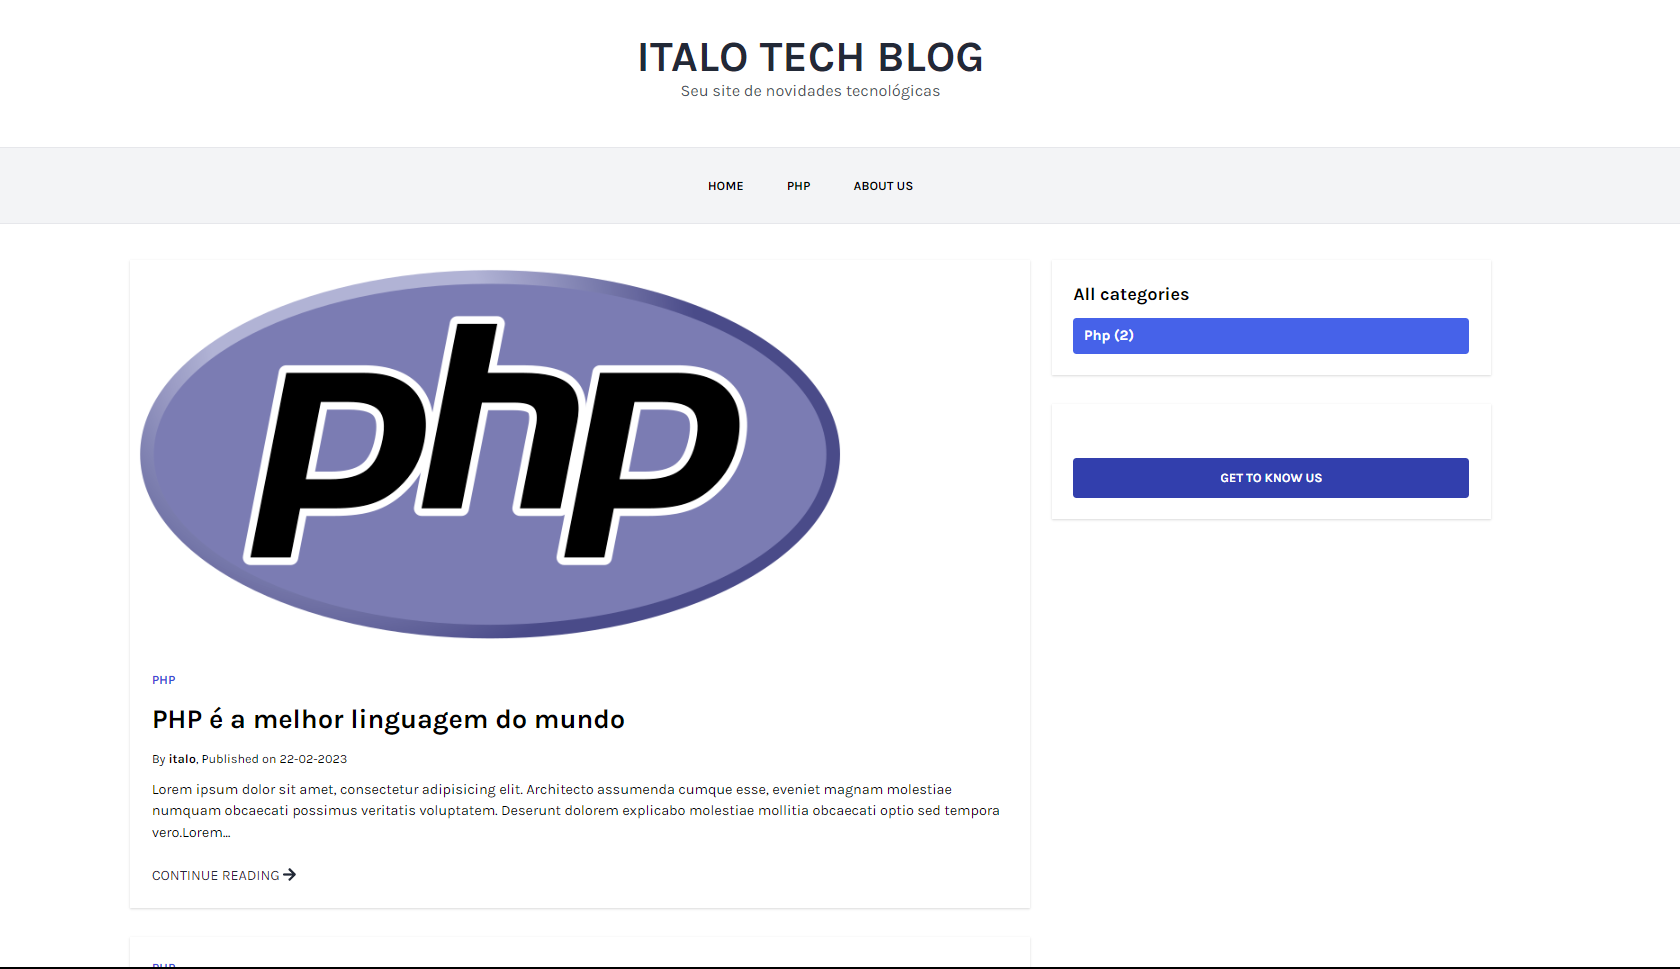 ITALO TECH BLOG
Seu site de novidades tecnológicas
HOME PHP ABOUT US
php
PHP
PHP é a melhor linguagem do mundo
By italo, Published on 22-02-2023
Lorem ipsum dolor sit amet, consectetur adipisicing elit. Architecto assumenda cumque esse, eveniet magnam molestiae
numquam obcaecati possimus veritatis voluptatem. Deserunt dolorem explicabo molestiae mollitia obcaecati optio sed tempora
vero.Lorem...
CONTINUE READING
PHP
All categories
Php (2)
GET TO KNOW US